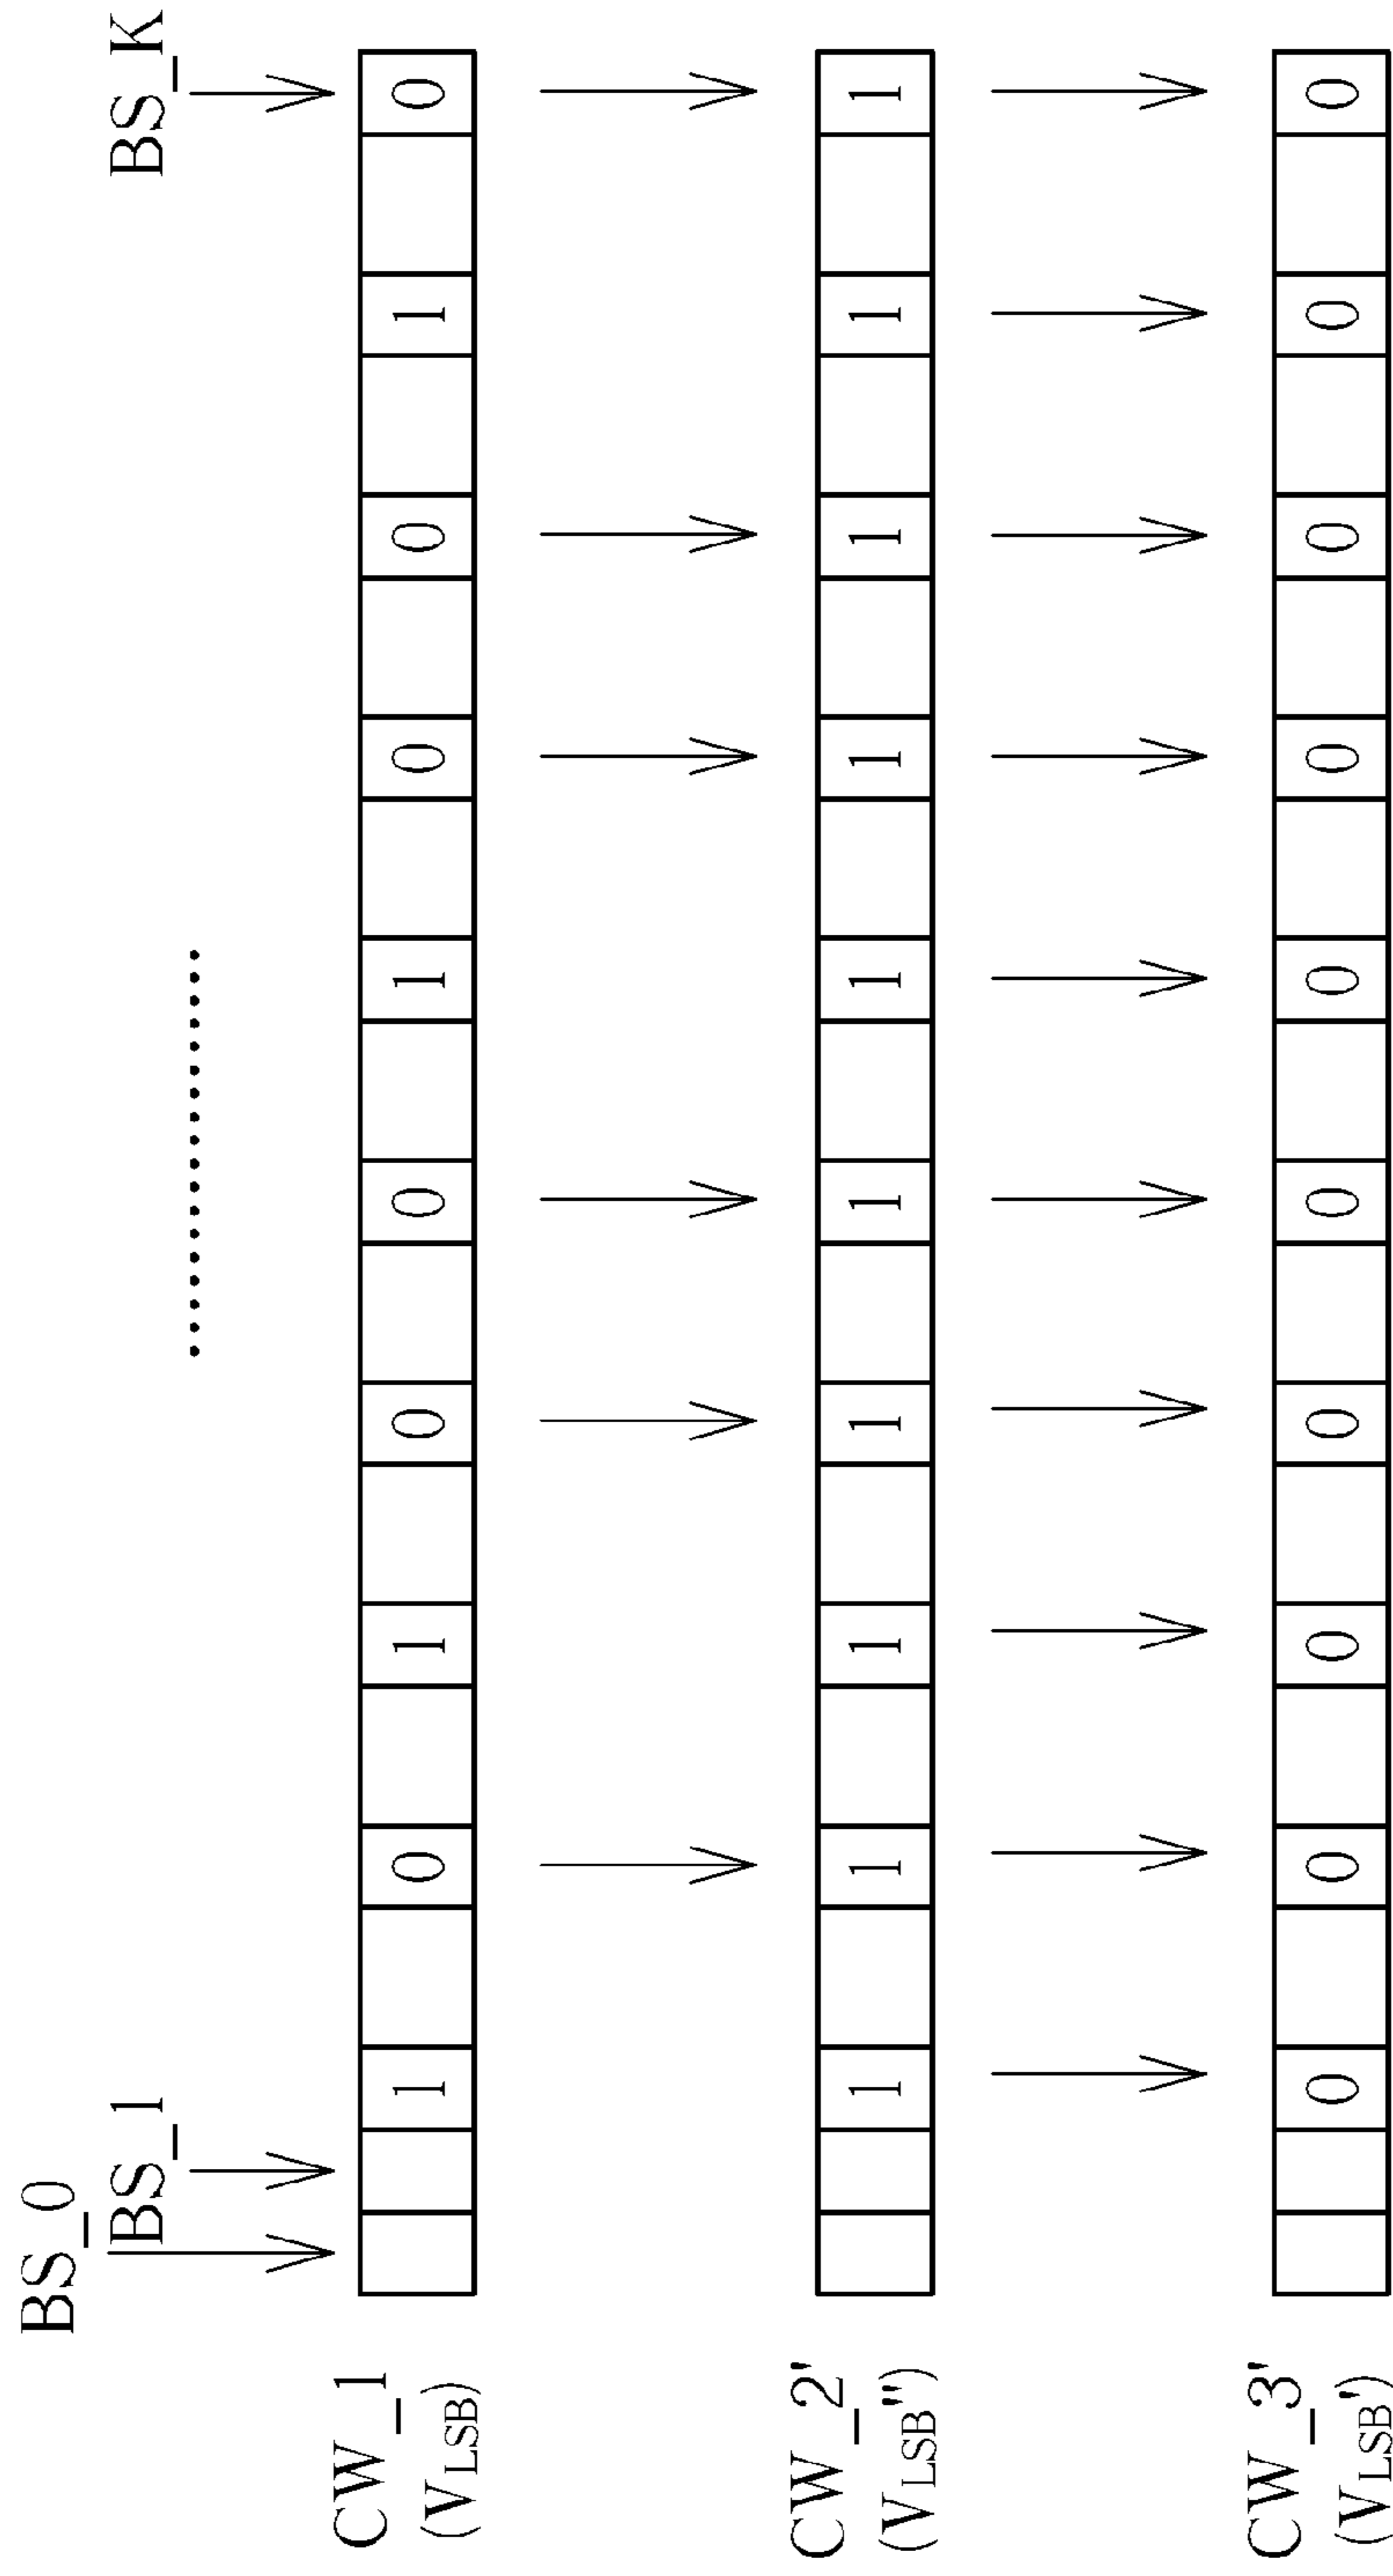 BS_0
BS_1 BS_K
CW_1 1 0 1 0 0 1 0 0 1 0
(V_LSB)
CW_2' 1 1 1 1 1 1 1 1 1 1
(V_LSB'')
CW_3' 0 0 0 0 0 0 0 0 0 0
(V_LSB')